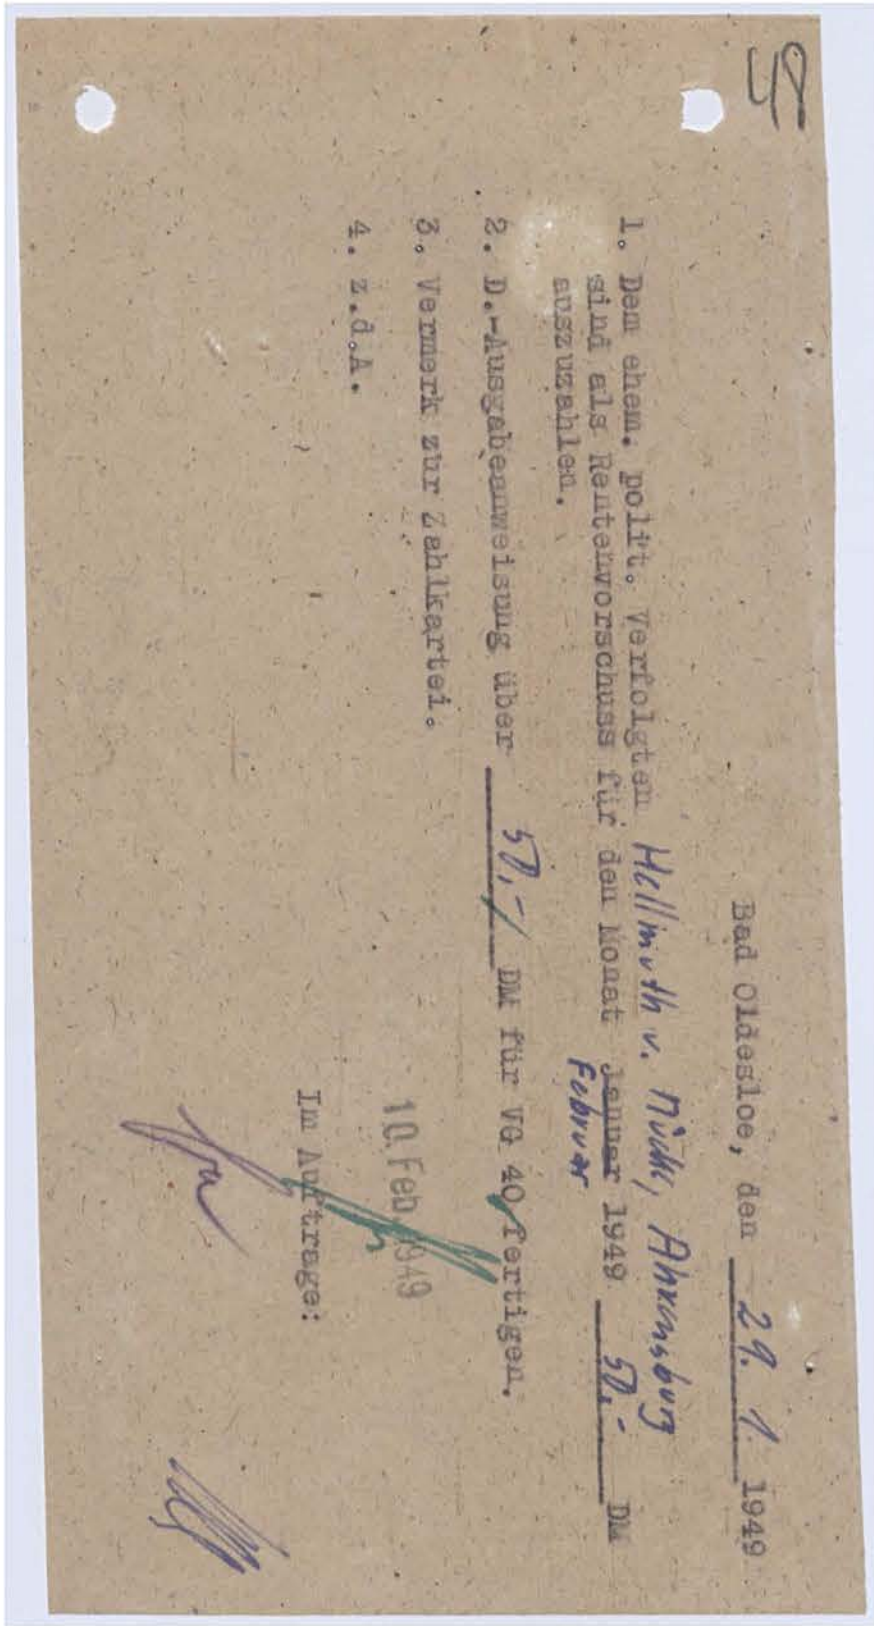 Bad Oldesloe, den 29. 1. 1949
1. Dem ehem. polit. Verfolgten Hellmuth v. Mücke, Ahrensburg
sind als Rentenvorschuss für den Monat Januar 1949 50.- DM
Februar
auszuzahlen.
2. D.-Ausgabeanweisung über 50,- DM für VG 40 fertigen.
3. Vermerk zur Zahlkartei.
10. Feb. 1949
4. z.d.A.
Im Auftrage: